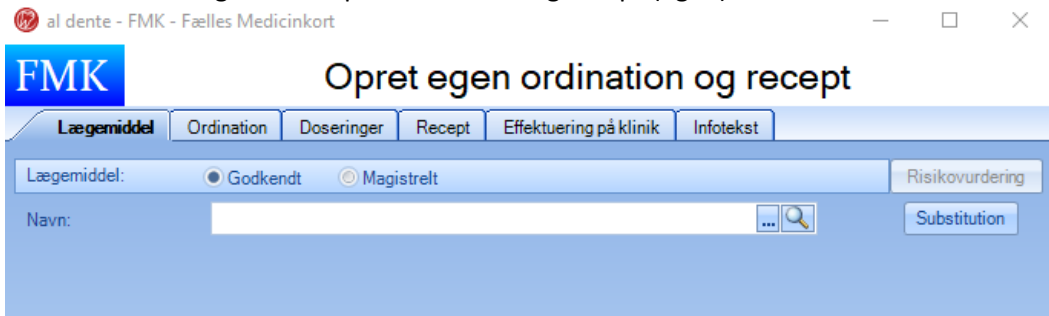 al dente - FMK - Fælles Medicinkort
FMK Opret egen ordination og recept
Lægemiddel Ordination Doseringer Recept Effektuering på klinik Infotekst
Lægemiddel: Godkendt Magistrelt Risikovurdering
Navn: ... Substitution